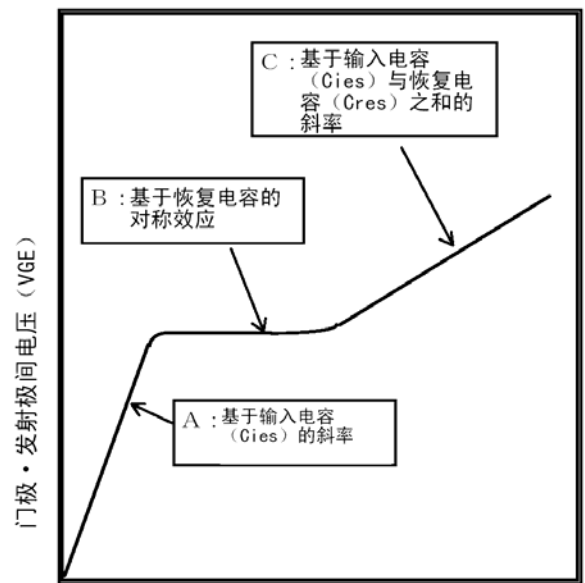 C：基于输入电容
（Cies）与恢复电
容（Cres）之和的
斜率
B：基于恢复电容的
对称效应
A：基于输入电容
（Cies）的斜率
门极・发射极间电压（VGE）